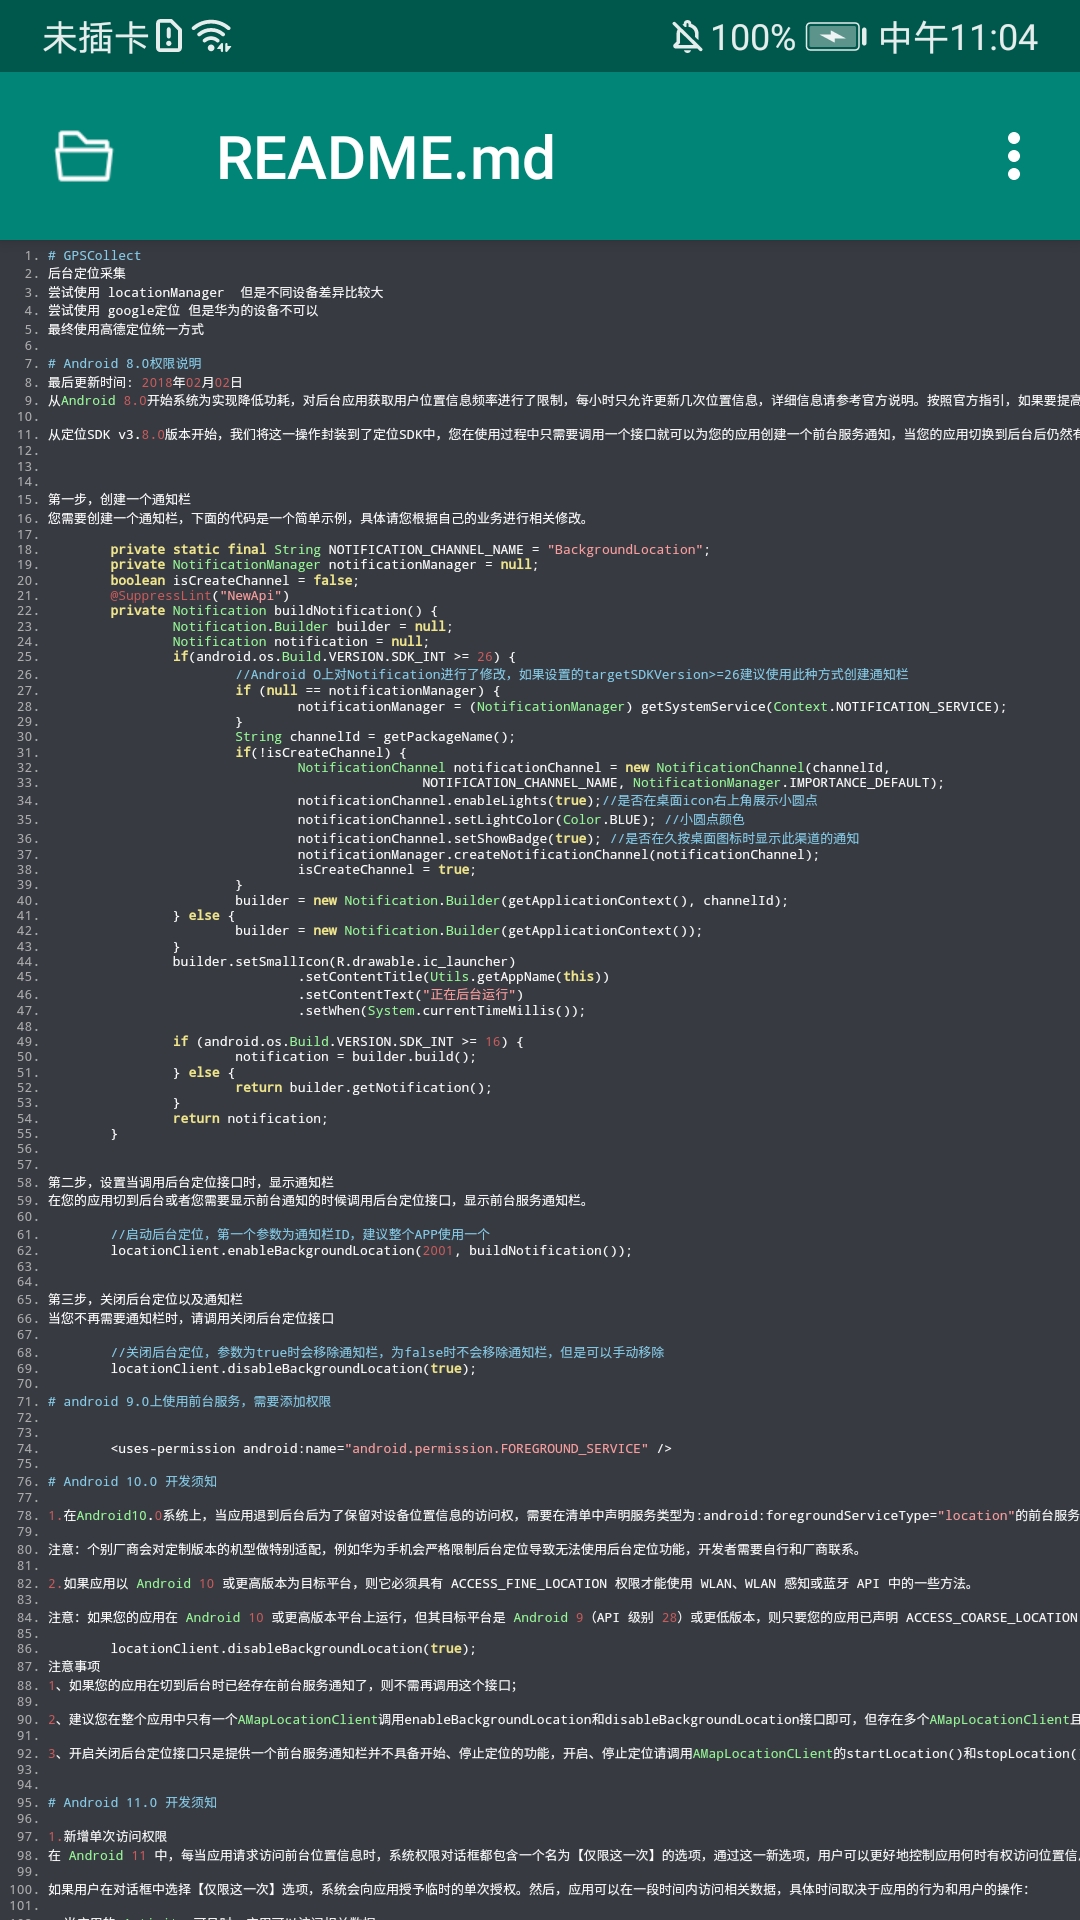 未插卡 100% 中午11:04
README.md
1. # GPSCollect
2. 后台定位采集
3. 尝试使用 locationManager  但是不同设备差异比较大
4. 尝试使用 google定位 但是华为的设备不可以
5. 最终使用高德定位统一方式
6.
7. # Android 8.0权限说明
8. 最后更新时间: 2018年02月02日
9. 从Android 8.0开始系统为实现降低功耗，对后台应用获取用户位置信息频率进行了限制，每小时只允许更新几次位置信息，详细信息请参考官方说明。按照官方指引，如果要提高
10.
11. 从定位SDK v3.8.0版本开始，我们将这一操作封装到了定位SDK中，您在使用过程中只需要调用一个接口就可以为您的应用创建一个前台服务通知，当您的应用切换到后台后仍然有
12.
13.
14.
15. 第一步，创建一个通知栏
16. 您需要创建一个通知栏，下面的代码是一个简单示例，具体请您根据自己的业务进行相关修改。
17.
18.         private static final String NOTIFICATION_CHANNEL_NAME = "BackgroundLocation";
19.         private NotificationManager notificationManager = null;
20.         boolean isCreateChannel = false;
21.         @SuppressLint("NewApi")
22.         private Notification buildNotification() {
23.                 Notification.Builder builder = null;
24.                 Notification notification = null;
25.                 if(android.os.Build.VERSION.SDK_INT >= 26) {
26.                         //Android O上对Notification进行了修改，如果设置的targetSDKVersion>=26建议使用此种方式创建通知栏
27.                         if (null == notificationManager) {
28.                                 notificationManager = (NotificationManager) getSystemService(Context.NOTIFICATION_SERVICE);
29.                         }
30.                         String channelId = getPackageName();
31.                         if(!isCreateChannel) {
32.                                 NotificationChannel notificationChannel = new NotificationChannel(channelId,
33.                                                 NOTIFICATION_CHANNEL_NAME, NotificationManager.IMPORTANCE_DEFAULT);
34.                                 notificationChannel.enableLights(true);//是否在桌面icon右上角展示小圆点
35.                                 notificationChannel.setLightColor(Color.BLUE); //小圆点颜色
36.                                 notificationChannel.setShowBadge(true); //是否在久按桌面图标时显示此渠道的通知
37.                                 notificationManager.createNotificationChannel(notificationChannel);
38.                                 isCreateChannel = true;
39.                         }
40.                         builder = new Notification.Builder(getApplicationContext(), channelId);
41.                 } else {
42.                         builder = new Notification.Builder(getApplicationContext());
43.                 }
44.                 builder.setSmallIcon(R.drawable.ic_launcher)
45.                                 .setContentTitle(Utils.getAppName(this))
46.                                 .setContentText("正在后台运行")
47.                                 .setWhen(System.currentTimeMillis());
48.
49.                 if (android.os.Build.VERSION.SDK_INT >= 16) {
50.                         notification = builder.build();
51.                 } else {
52.                         return builder.getNotification();
53.                 }
54.                 return notification;
55.         }
56.
57.
58. 第二步，设置当调用后台定位接口时，显示通知栏
59. 在您的应用切到后台或者您需要显示前台通知的时候调用后台定位接口，显示前台服务通知栏。
60.
61.         //启动后台定位，第一个参数为通知栏ID，建议整个APP使用一个
62.         locationClient.enableBackgroundLocation(2001, buildNotification());
63.
64.
65. 第三步，关闭后台定位以及通知栏
66. 当您不再需要通知栏时，请调用关闭后台定位接口
67.
68.         //关闭后台定位，参数为true时会移除通知栏，为false时不会移除通知栏，但是可以手动移除
69.         locationClient.disableBackgroundLocation(true);
70.
71. # android 9.0上使用前台服务，需要添加权限
72.
73.
74.         <uses-permission android:name="android.permission.FOREGROUND_SERVICE" />
75.
76. # Android 10.0 开发须知
77.
78. 1.在Android10.0系统上，当应用退到后台后为了保留对设备位置信息的访问权，需要在清单中声明服务类型为:android:foregroundServiceType="location"的前台服务
79.
80. 注意：个别厂商会对定制版本的机型做特别适配，例如华为手机会严格限制后台定位导致无法使用后台定位功能，开发者需要自行和厂商联系。
81.
82. 2.如果应用以 Android 10 或更高版本为目标平台，则它必须具有 ACCESS_FINE_LOCATION 权限才能使用 WLAN、WLAN 感知或蓝牙 API 中的一些方法。
83.
84. 注意：如果您的应用在 Android 10 或更高版本平台上运行，但其目标平台是 Android 9（API 级别 28）或更低版本，则只要您的应用已声明 ACCESS_COARSE_LOCATION
85.
86.         locationClient.disableBackgroundLocation(true);
87. 注意事项
88. 1、如果您的应用在切到后台时已经存在前台服务通知了，则不需再调用这个接口；
89.
90. 2、建议您在整个应用中只有一个AMapLocationClient调用enableBackgroundLocation和disableBackgroundLocation接口即可，但存在多个AMapLocationClient且
91.
92. 3、开启关闭后台定位接口只是提供一个前台服务通知栏并不具备开始、停止定位的功能，开启、停止定位请调用AMapLocationCLient的startLocation()和stopLocation(
93.
94.
95. # Android 11.0 开发须知
96.
97. 1.新增单次访问权限
98. 在 Android 11 中，每当应用请求访问前台位置信息时，系统权限对话框都包含一个名为【仅限这一次】的选项，通过这一新选项，用户可以更好地控制应用何时有权访问位置信
99.
100. 如果用户在对话框中选择【仅限这一次】选项，系统会向应用授予临时的单次授权。然后，应用可以在一段时间内访问相关数据，具体时间取决于应用的行为和用户的操作：
101.